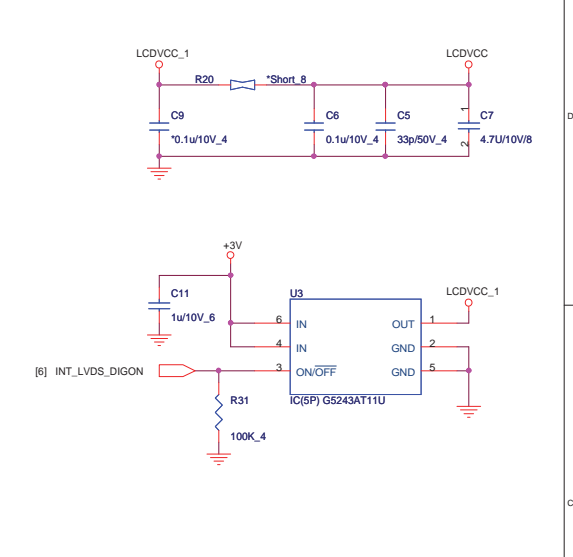 LCDVCC_1
LCDVCC
R20
*Short_8
D
C9
C6
C5
1
C7
*0.1u/10V_4
0.1u/10V_4
33p/50V_4
2
4.7U/10V/8
+3V
C11
U3
LCDVCC_1
1u/10V_6
6
IN
OUT
1
4
IN
GND
2
[6] INT_LVDS_DIGON
3
ON/OFF
GND
5
R31
IC(5P) G5243AT11U
100K_4
C